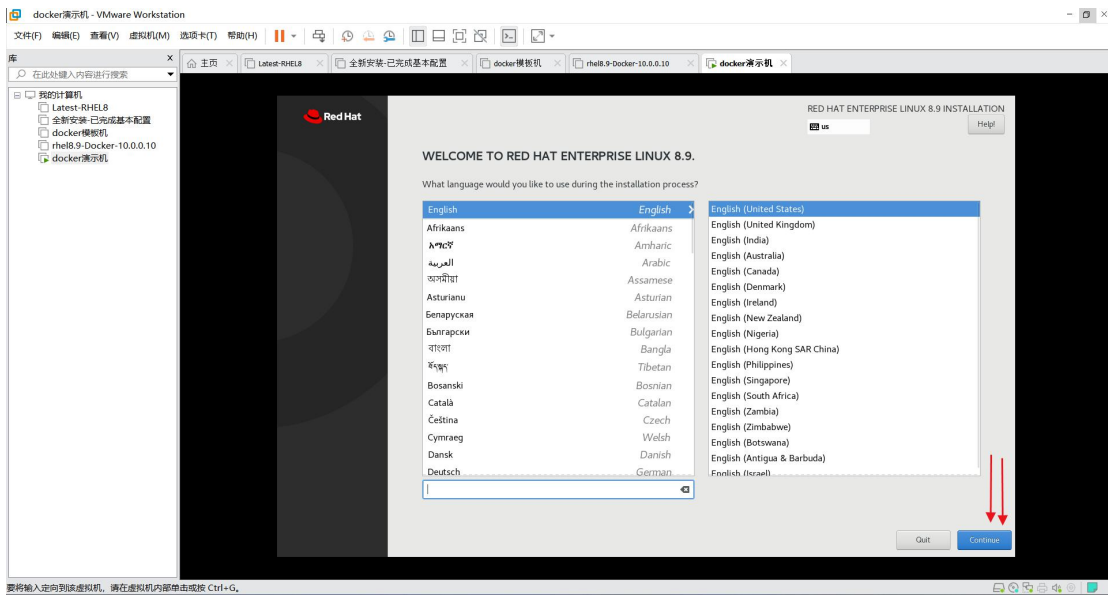 docker演示机 - VMware Workstation
文件(F) 编辑(E) 查看(V) 虚拟机(M) 选项卡(T) 帮助(H)
库
在此处键入内容进行搜索
我的计算机
Latest-RHEL8
全新安装-已完成基本配置
docker模板机
rhel8.9-Docker-10.0.0.10
docker演示机
主页
Latest-RHEL8
全新安装-已完成基本配置
docker模板机
rhel8.9-Docker-10.0.0.10
docker演示机
Red Hat
RED HAT ENTERPRISE LINUX 8.9 INSTALLATION
us
Help!
WELCOME TO RED HAT ENTERPRISE LINUX 8.9.
What language would you like to use during the installation process?
English English
Afrikaans Afrikaans
አማርኛ Amharic
العربية Arabic
অসমীয়া Assamese
Asturianu Asturian
Беларуская Belarusian
Български Bulgarian
বাংলা Bangla
Tibetan
Bosanski Bosnian
Català Catalan
Čeština Czech
Cymraeg Welsh
Dansk Danish
Deutsch German
English (United States)
English (United Kingdom)
English (India)
English (Australia)
English (Canada)
English (Denmark)
English (Ireland)
English (New Zealand)
English (Nigeria)
English (Hong Kong SAR China)
English (Philippines)
English (Singapore)
English (South Africa)
English (Zambia)
English (Zimbabwe)
English (Botswana)
English (Antigua & Barbuda)
English (Israel)
Quit
Continue
要将输入定向到该虚拟机，请在虚拟机内部单击或按 Ctrl+G。